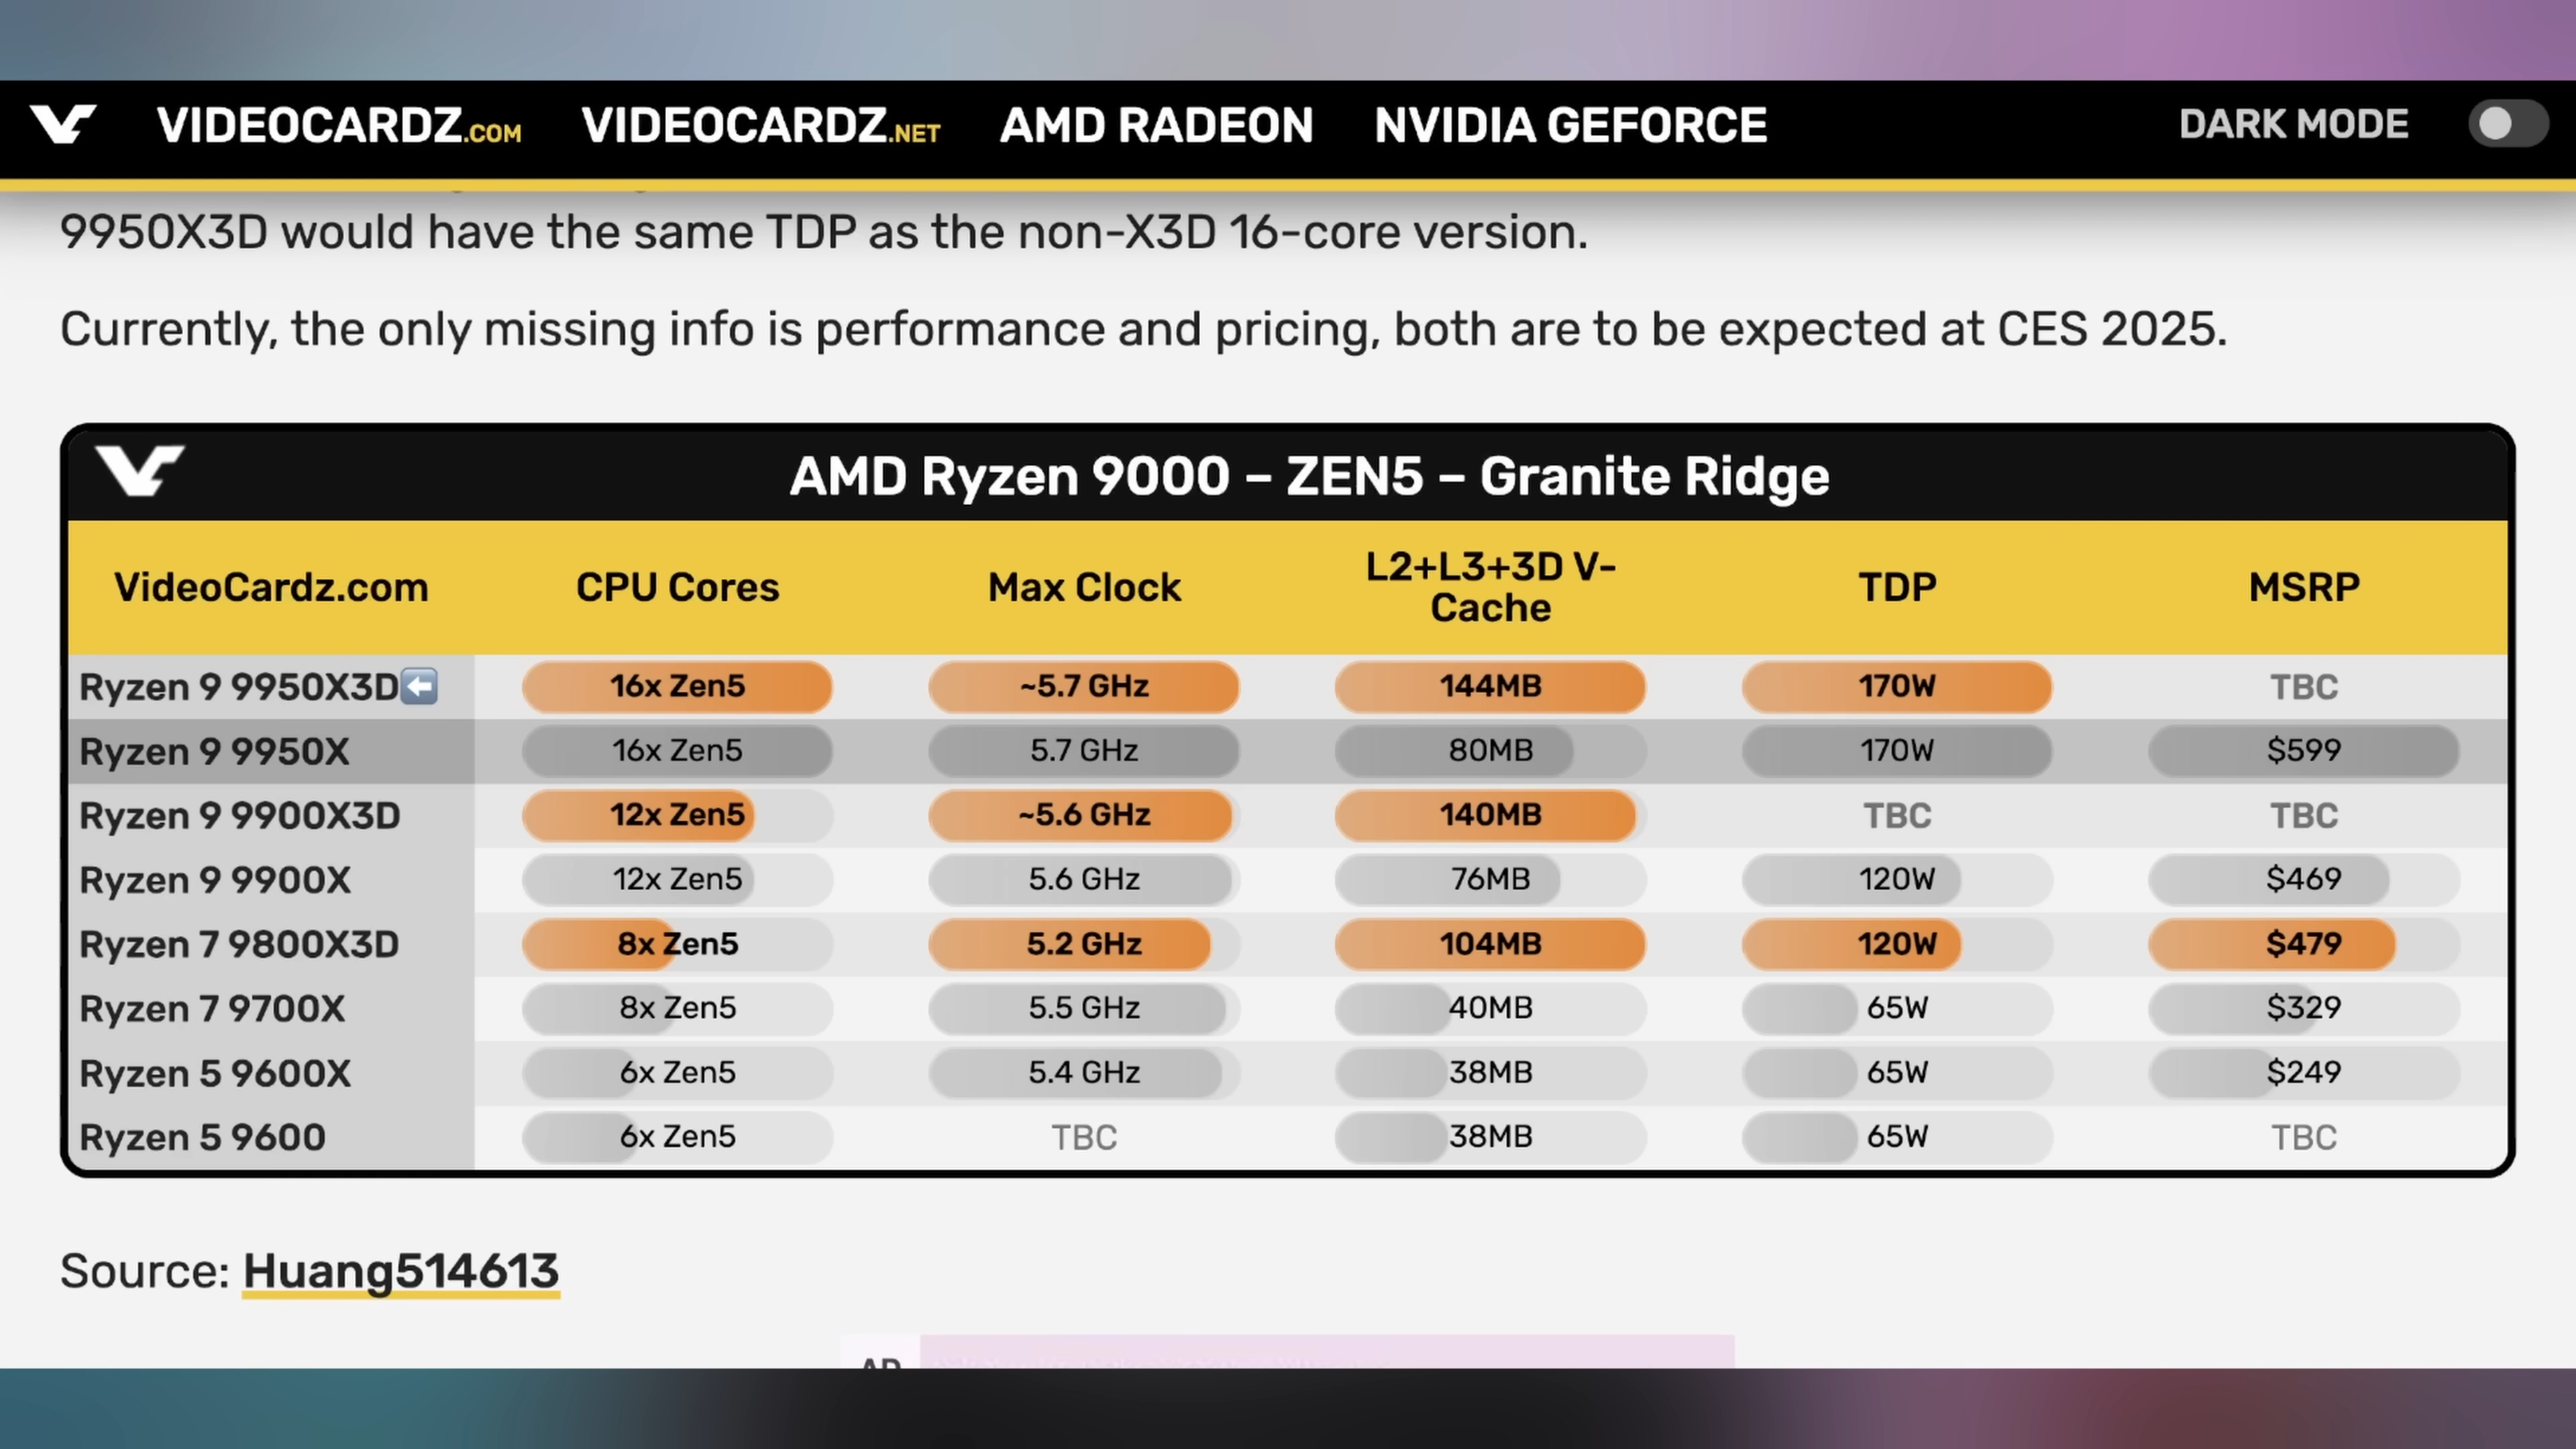 VIDEOCARDZ.COM VIDEOCARDZ.NET AMD RADEON NVIDIA GEFORCE DARK MODE
9950X3D would have the same TDP as the non-X3D 16-core version.
Currently, the only missing info is performance and pricing, both are to be expected at CES 2025.
AMD Ryzen 9000 – ZEN5 – Granite Ridge
VideoCardz.com CPU Cores Max Clock L2+L3+3D V-Cache TDP MSRP
Ryzen 9 9950X3D 16x Zen5 ~5.7 GHz 144MB 170W TBC
Ryzen 9 9950X 16x Zen5 5.7 GHz 80MB 170W $599
Ryzen 9 9900X3D 12x Zen5 ~5.6 GHz 140MB TBC TBC
Ryzen 9 9900X 12x Zen5 5.6 GHz 76MB 120W $469
Ryzen 7 9800X3D 8x Zen5 5.2 GHz 104MB 120W $479
Ryzen 7 9700X 8x Zen5 5.5 GHz 40MB 65W $329
Ryzen 5 9600X 6x Zen5 5.4 GHz 38MB 65W $249
Ryzen 5 9600 6x Zen5 TBC 38MB 65W TBC
Source: Huang514613
AD